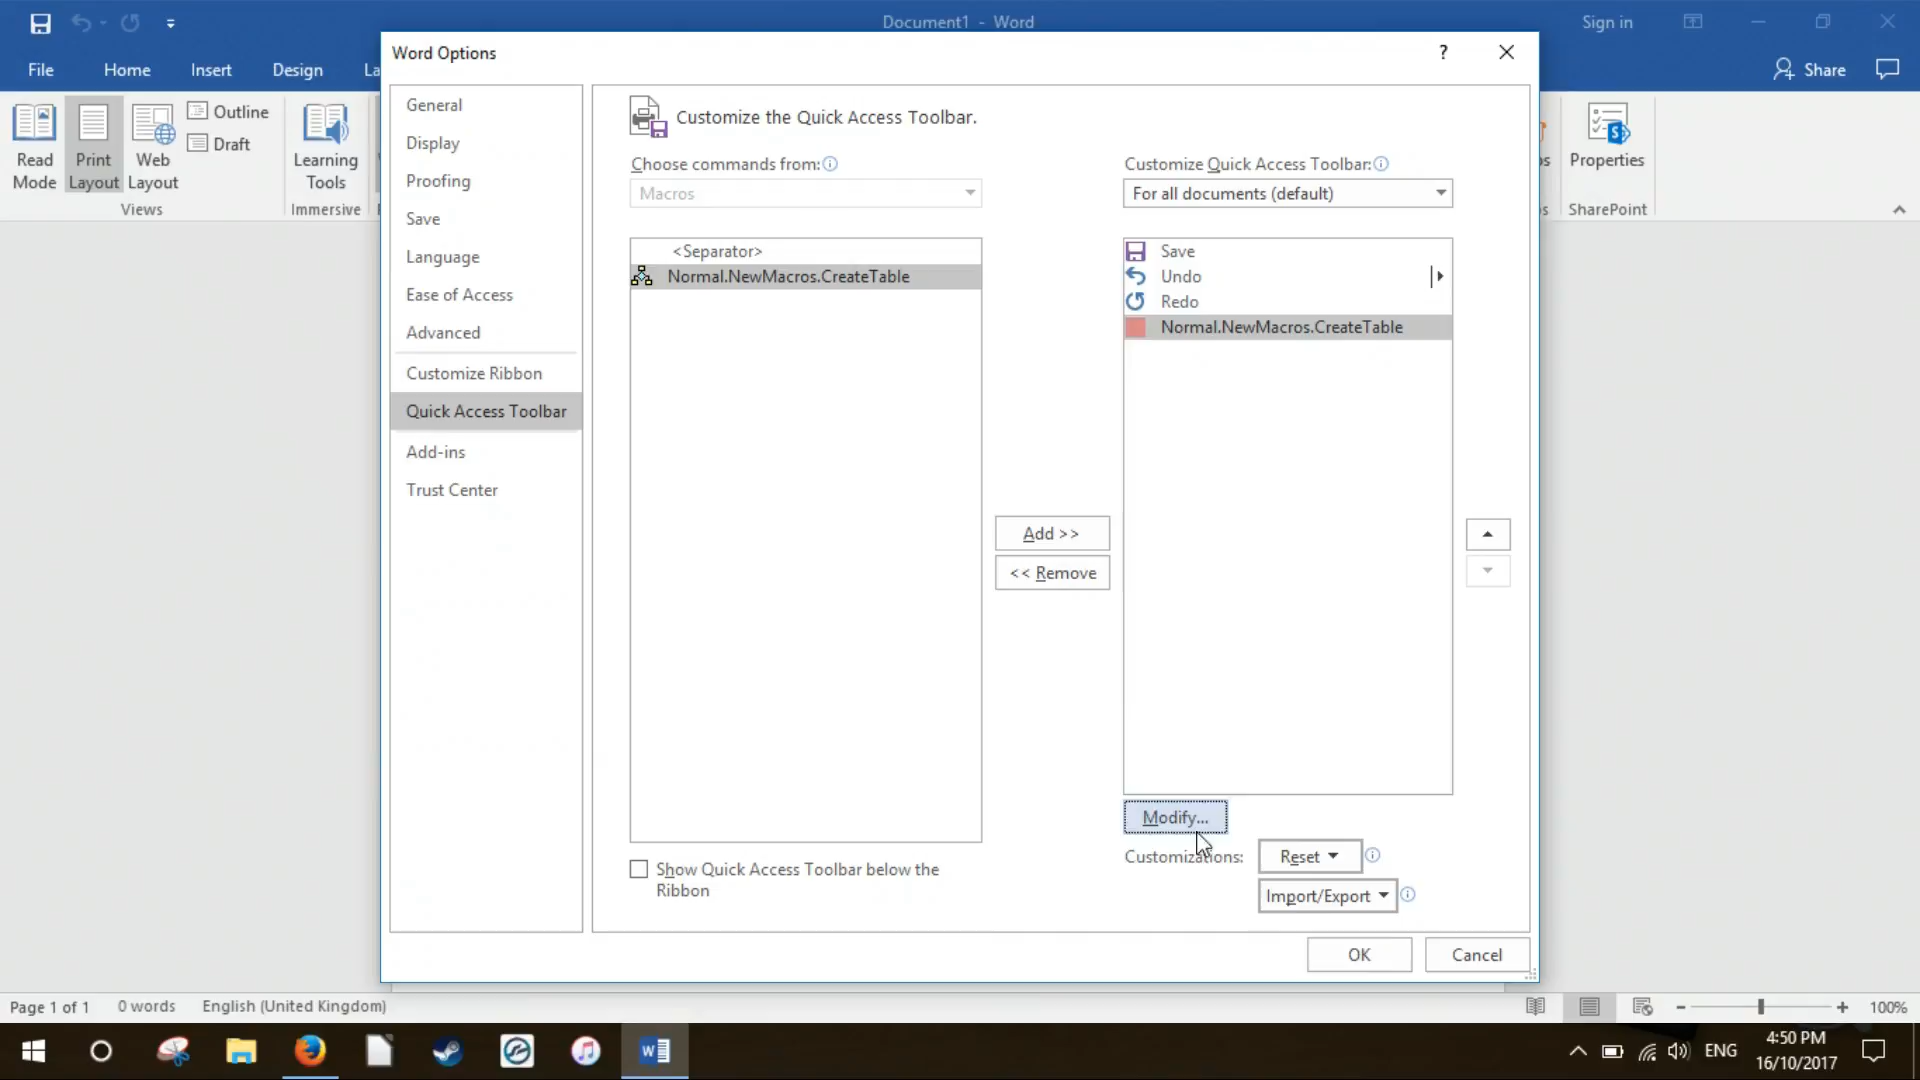 Document1 - Word
Sign in
File
Home
Insert
Design
La
Share
Word Options
?
Read
Mode
Print
Layout
Web
Layout
Outline
Draft
Views
Learning
Tools
Immersive
Properties
SharePoint
General
Display
Proofing
Save
Language
Ease of Access
Advanced
Customize Ribbon
Quick Access Toolbar
Add-ins
Trust Center
Customize the Quick Access Toolbar.
Choose commands from:
Macros
<Separator>
Normal.NewMacros.CreateTable
Add >>
<< Remove
Customize Quick Access Toolbar:
For all documents (default)
Save
Undo
Redo
Normal.NewMacros.CreateTable
Modify...
Show Quick Access Toolbar below the
Ribbon
Customizations:
Reset
Import/Export
OK
Cancel
Page 1 of 1
0 words
English (United Kingdom)
100%
ENG
4:50 PM
16/10/2017